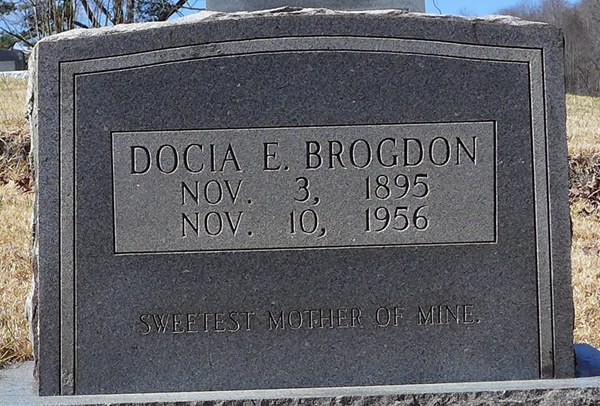 DOCIA E. BROGDON
NOV. 3, 1895
NOV. 10, 1956
SWEETEST MOTHER OF MINE.